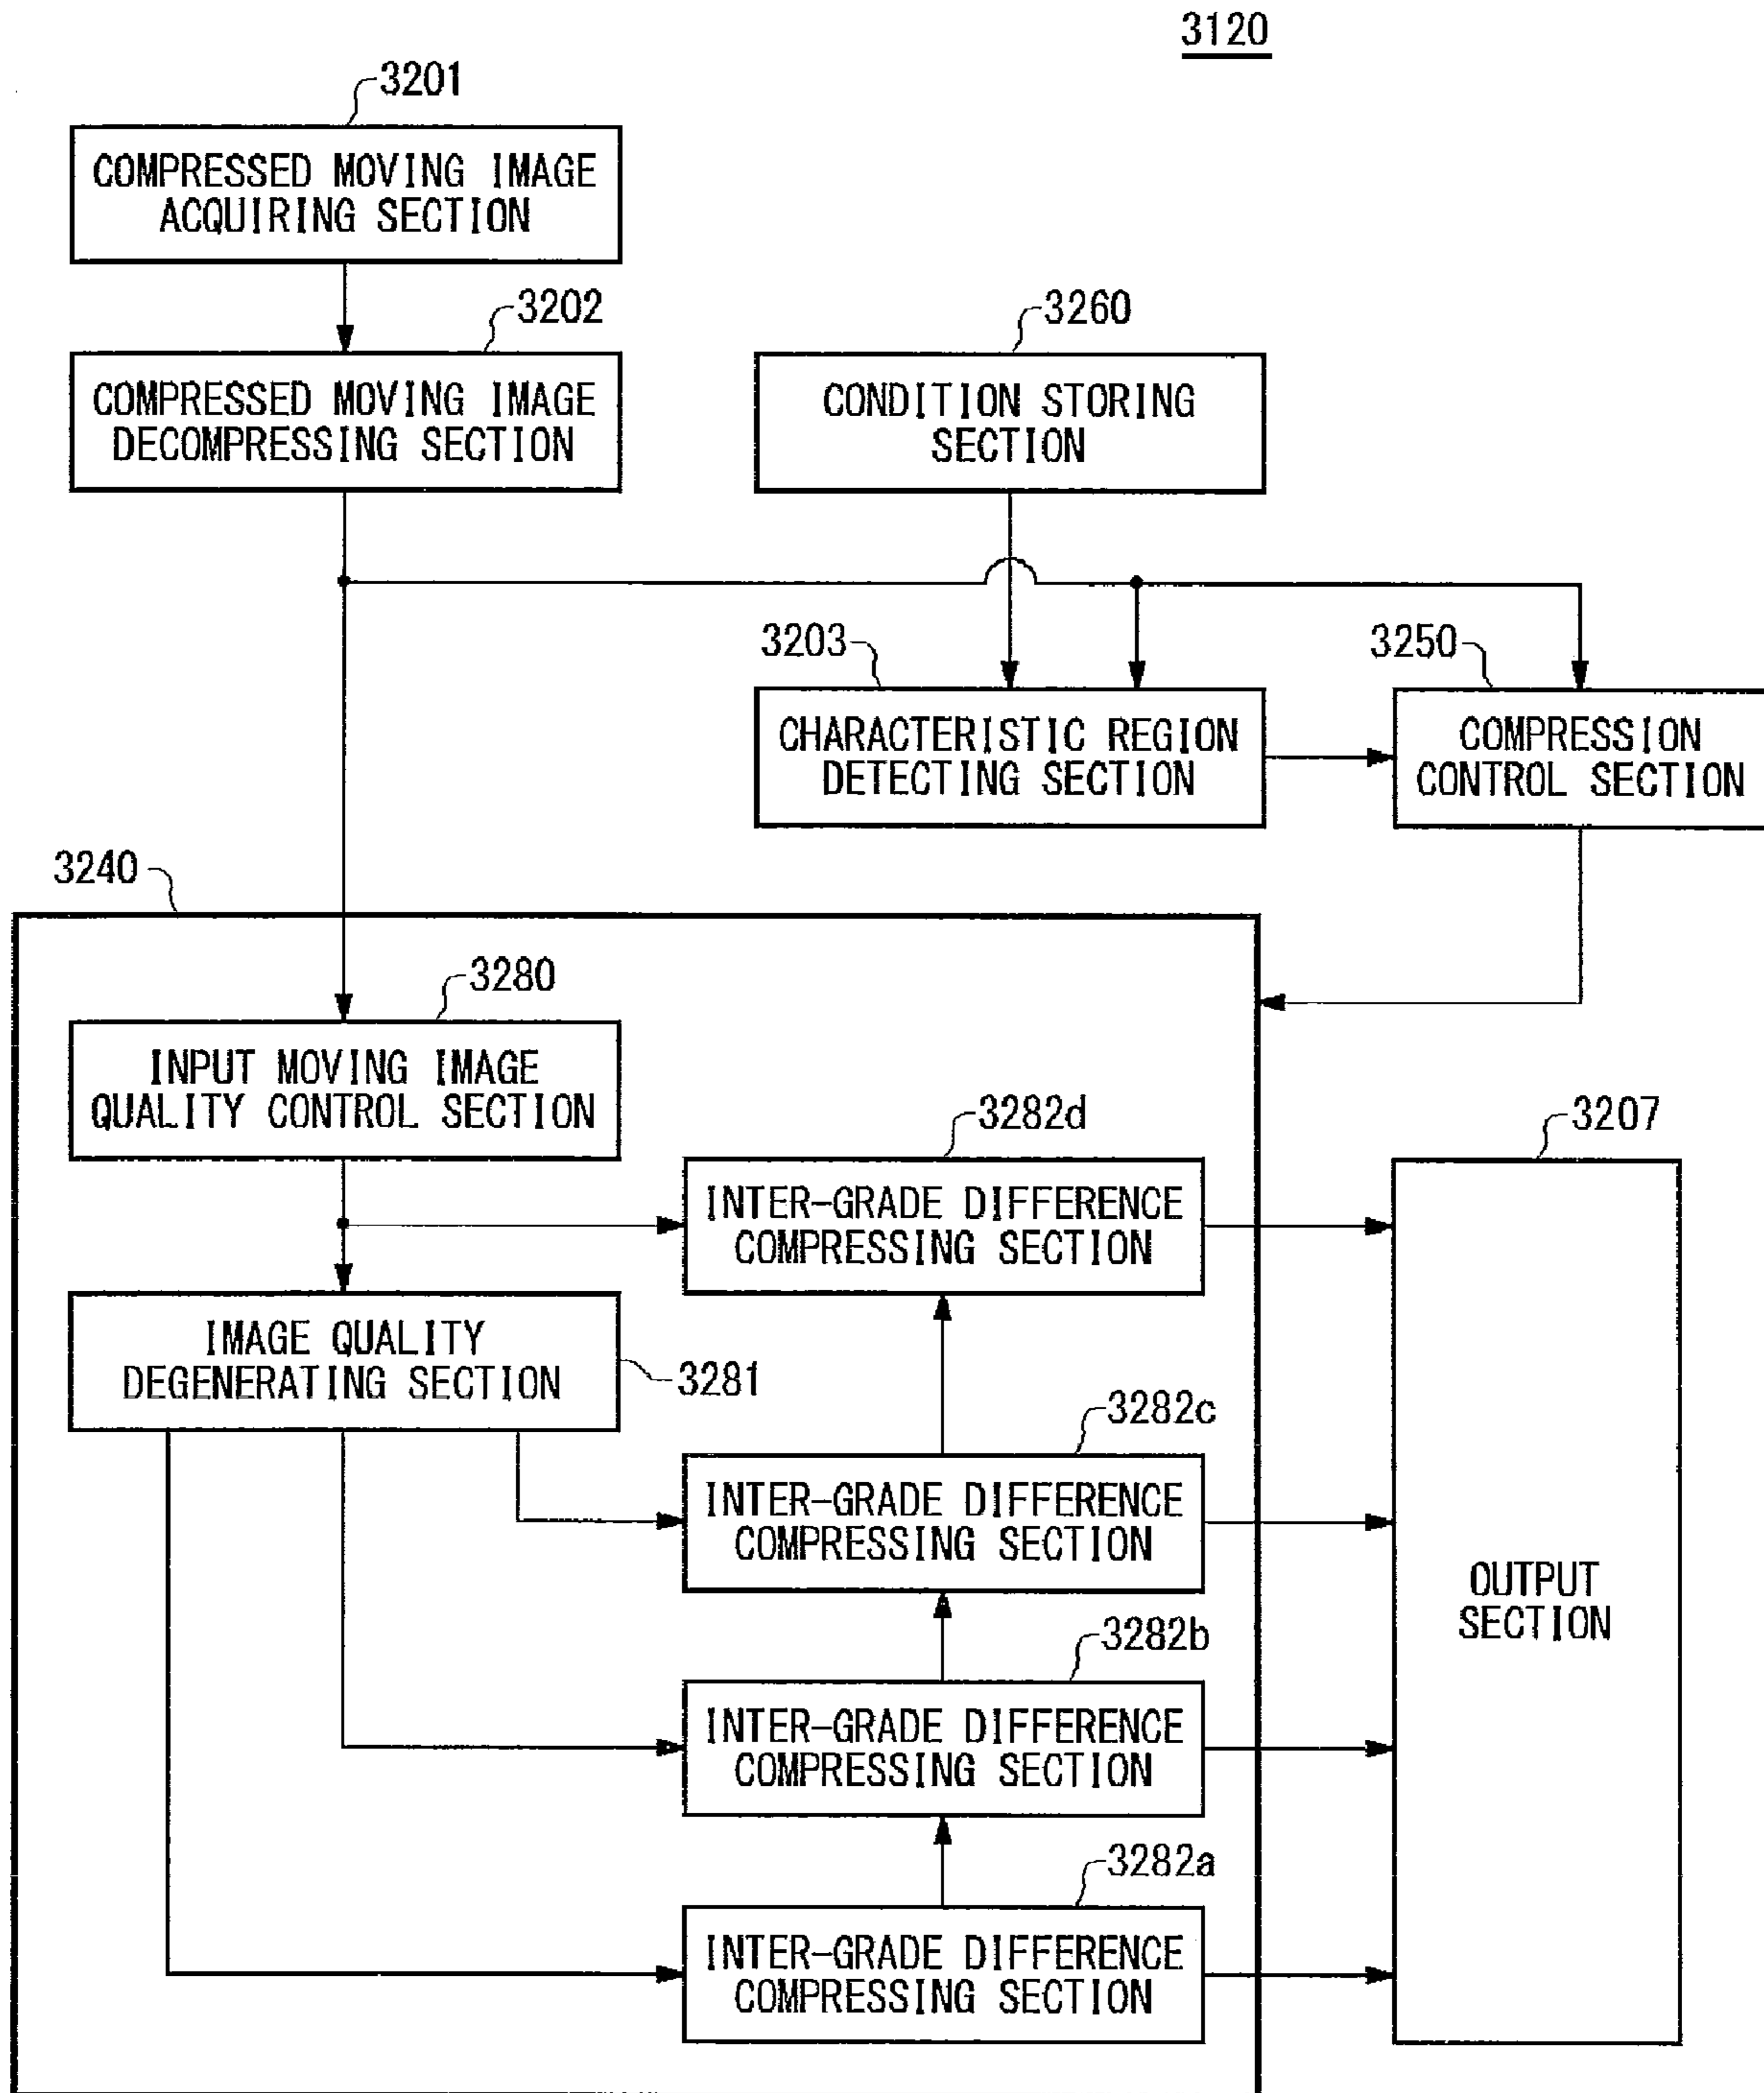 3120
3201
COMPRESSED MOVING IMAGE
ACQUIRING SECTION
3202
COMPRESSED MOVING IMAGE
DECOMPRESSING SECTION
3260
CONDITION STORING
SECTION
3203
CHARACTERISTIC REGION
DETECTING SECTION
3250
COMPRESSION
CONTROL SECTION
3240
3280
INPUT MOVING IMAGE
QUALITY CONTROL SECTION
3282d
INTER-GRADE DIFFERENCE
COMPRESSING SECTION
3207
OUTPUT
SECTION
IMAGE QUALITY
DEGENERATING SECTION
3281
3282c
INTER-GRADE DIFFERENCE
COMPRESSING SECTION
3282b
INTER-GRADE DIFFERENCE
COMPRESSING SECTION
3282a
INTER-GRADE DIFFERENCE
COMPRESSING SECTION